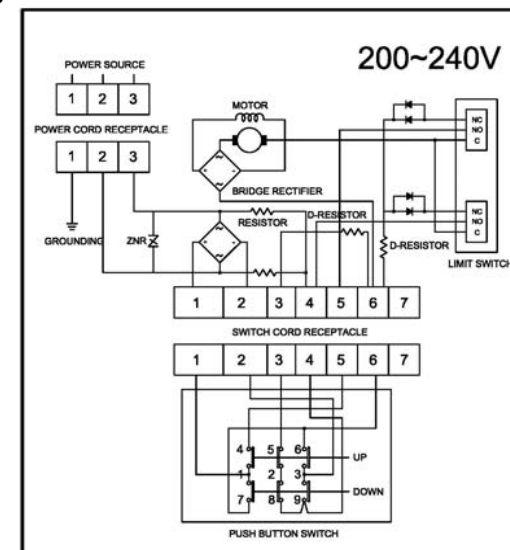 200~240V
POWER SOURCE
1 2 3
POWER CORD RECEPTACLE
1 2 3
MOTOR
BRIDGE RECTIFIER
NC
NO
C
NC
NO
C
LIMIT SWITCH
GROUNDING
ZNR
RESISTOR
D-RESISTOR
D-RESISTOR
1 2 3 4 5 6 7
SWITCH CORD RECEPTACLE
1 2 3 4 5 6 7
4 5 6
UP
1 2 3
7 8 9
DOWN
PUSH BUTTON SWITCH